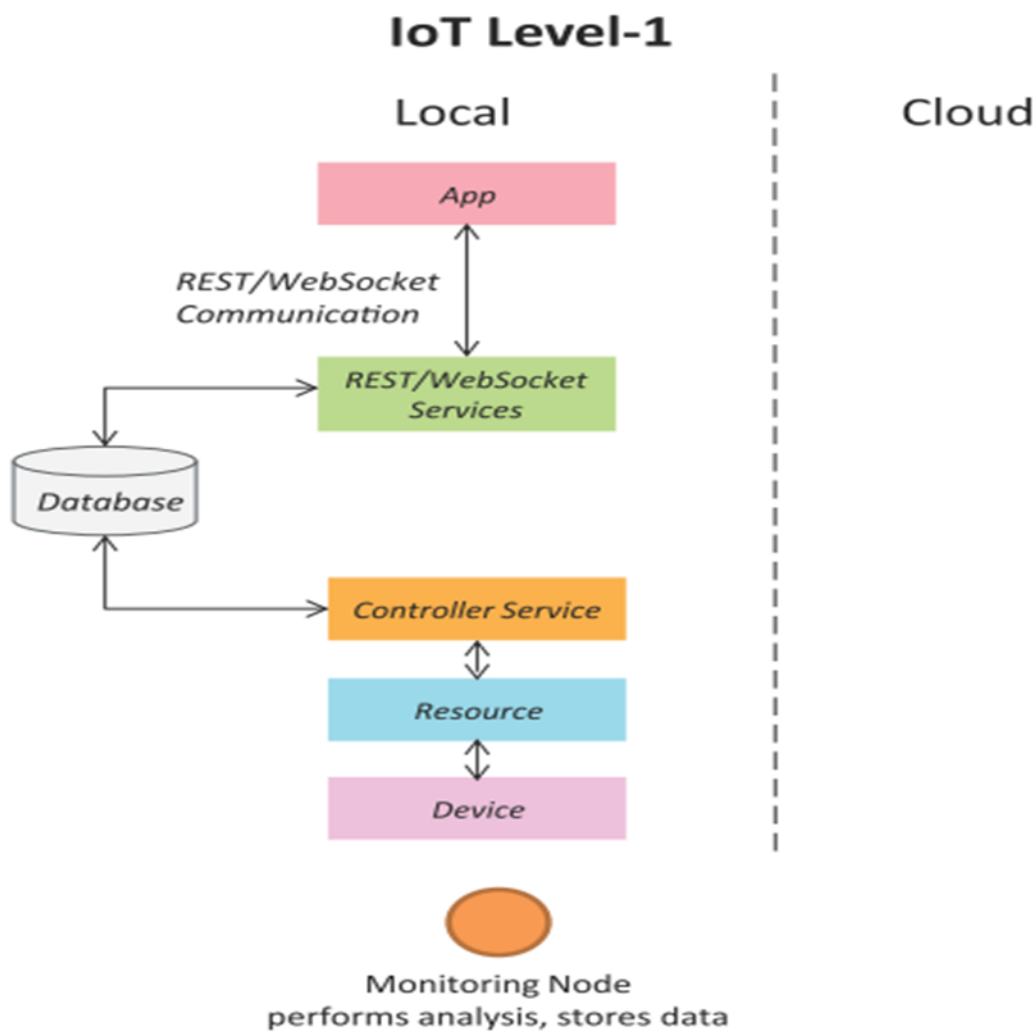 IoT Level-1
Local
Cloud
App
REST/WebSocket
Communication
REST/WebSocket
Services
Database
Controller Service
Resource
Device
Monitoring Node
performs analysis, stores data